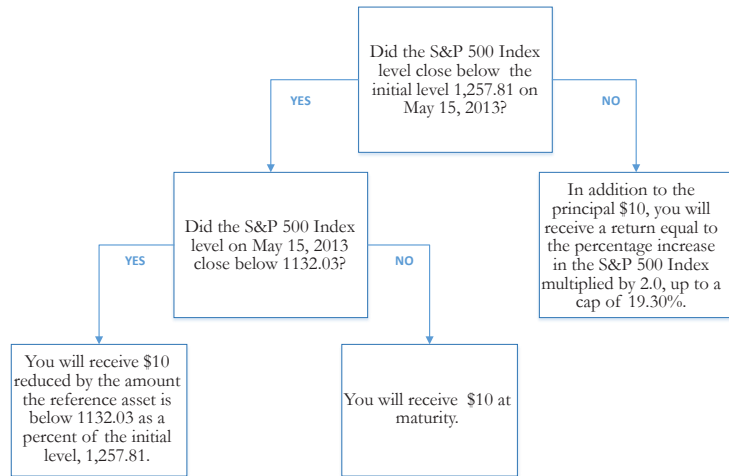 Did the S&P 500 Index
level close below the
initial level 1,257.81 on
May 15, 2013?
YES
NO
Did the S&P 500 Index
level on May 15, 2013
close below 1132.03?
In addition to the
principal $10, you will
receive a return equal to
the percentage increase
in the S&P 500 Index
multiplied by 2.0, up to a
cap of 19.30%.
YES
NO
You will receive $10
reduced by the amount
the reference asset is
below 1132.03 as a
percent of the initial
level, 1,257.81.
You will receive $10 at
maturity.